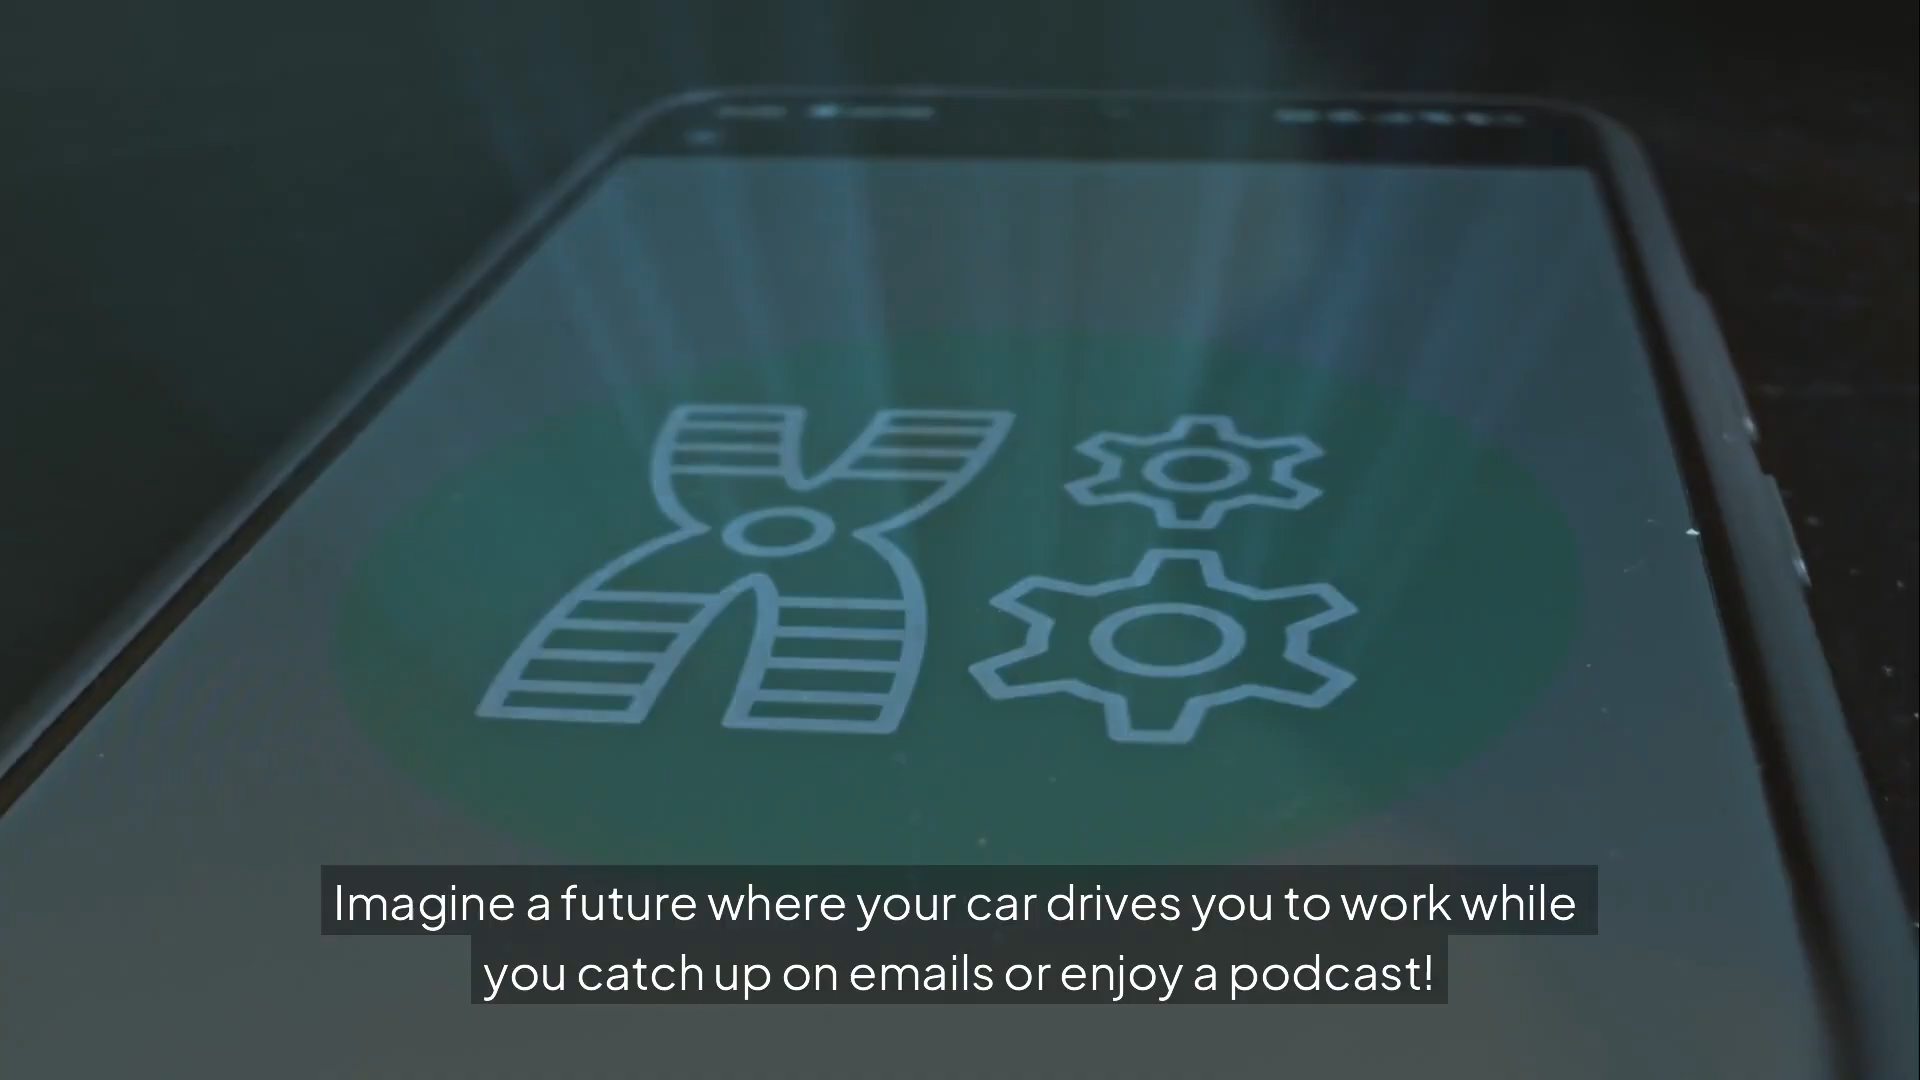 Imagine a future where your car drives you to work while
you catch up on emails or enjoy a podcast!